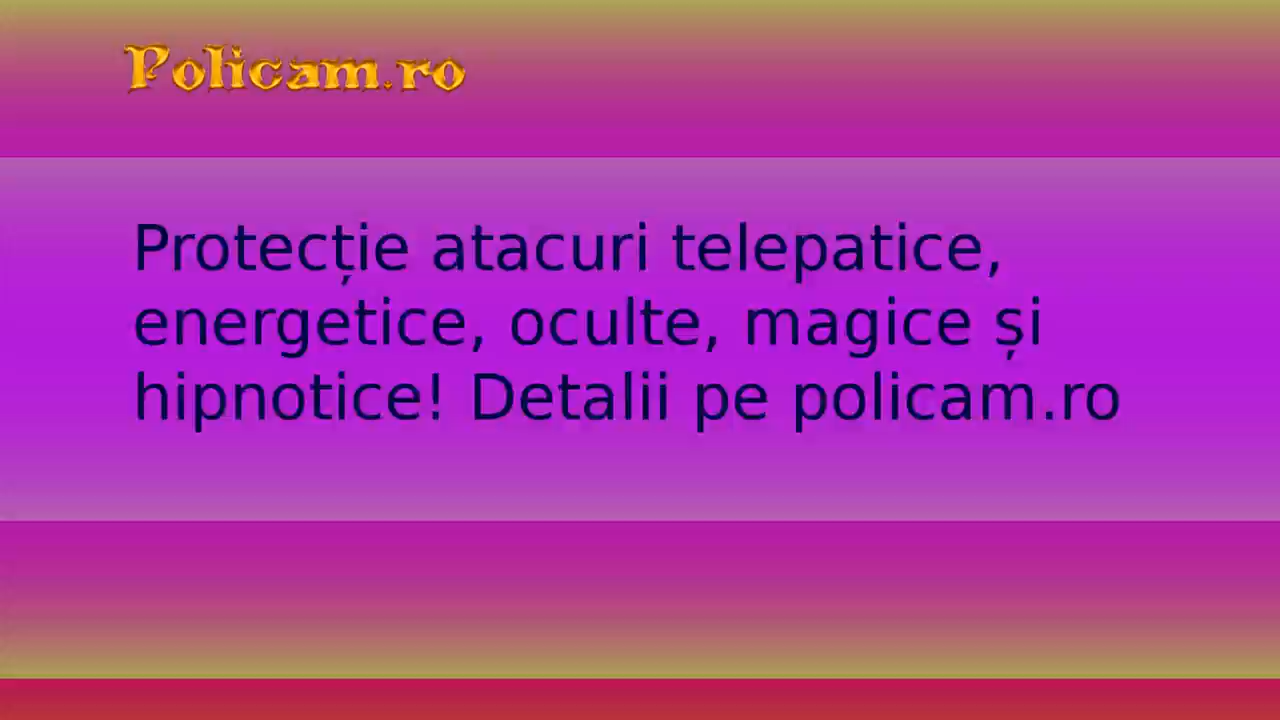 Policam.ro
Protecție atacuri telepatice,
energetice, oculte, magice și
hipnotice! Detalii pe policam.ro